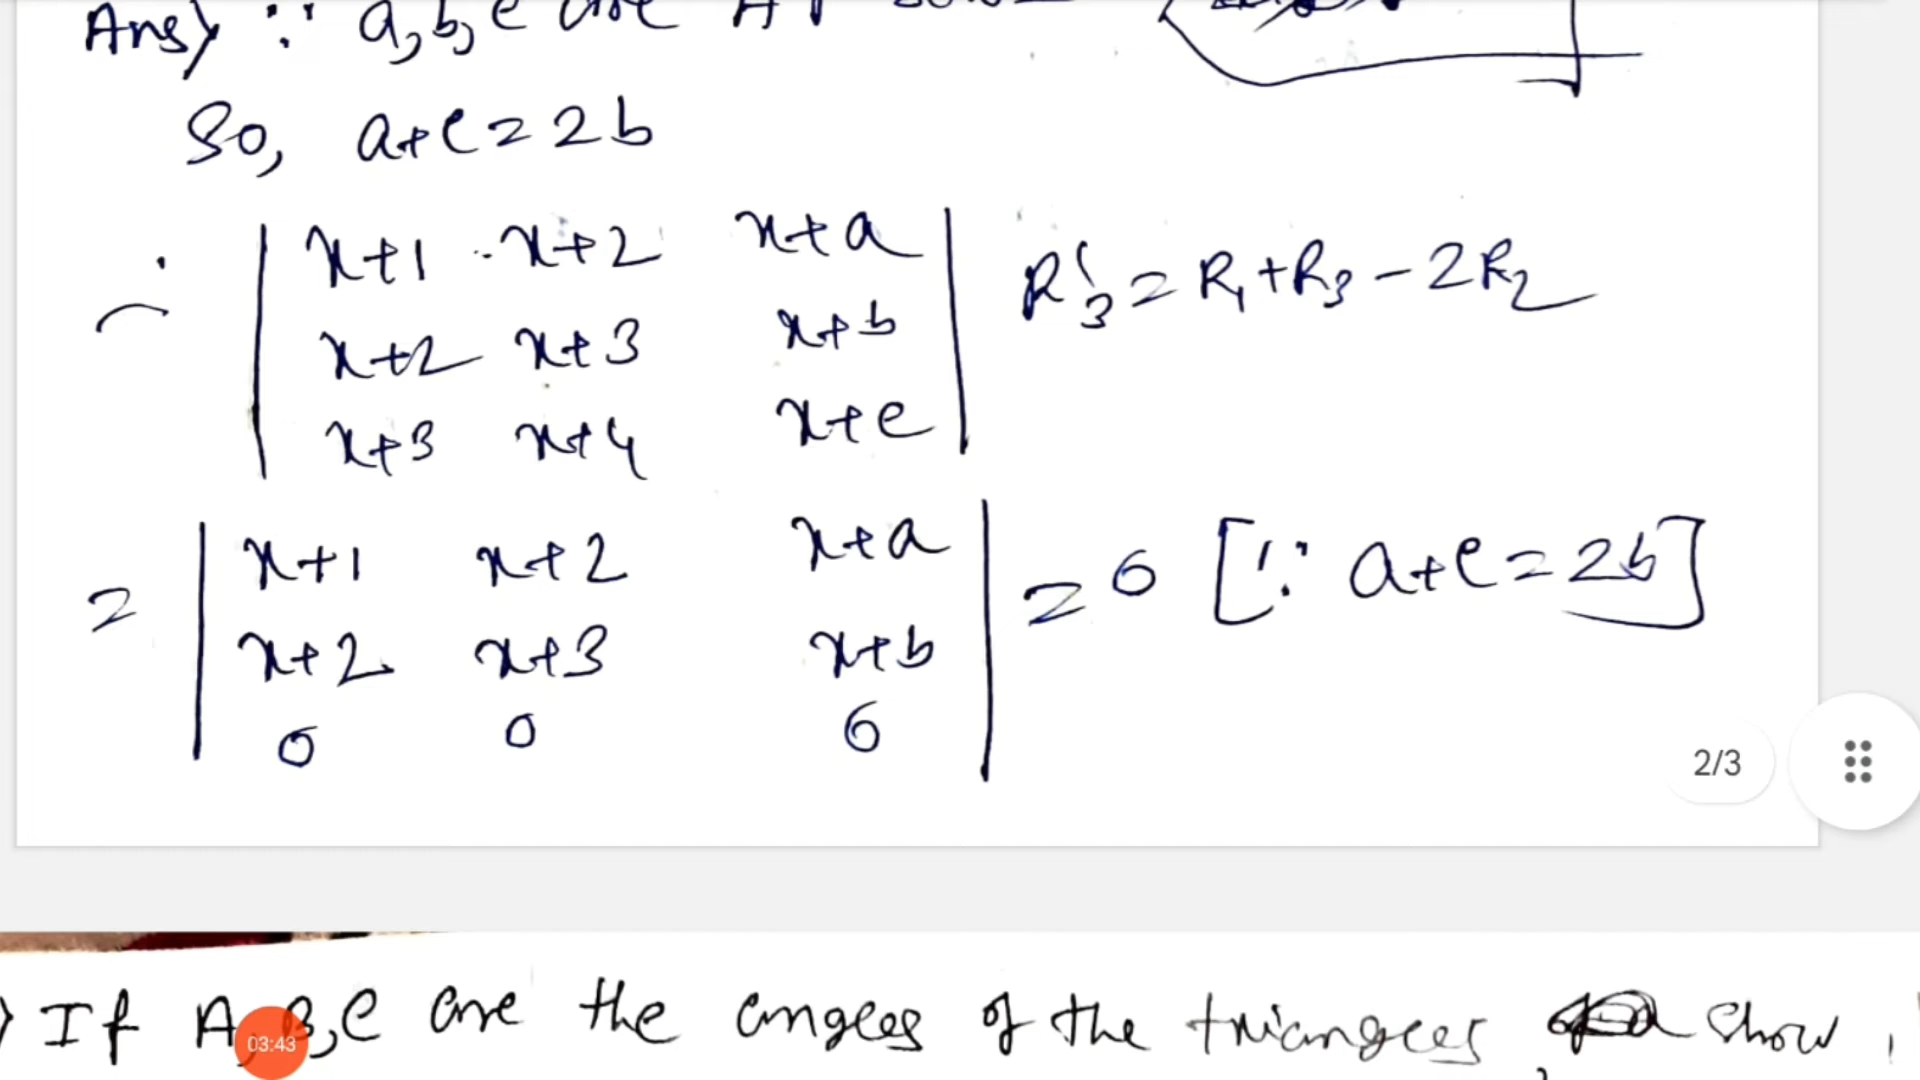 Ans) ∵ a, b, c are AP
So, a+c = 2b
∴ | x+1 x+2 x+a | R'3 = R1+R3-2R2
| x+2 x+3 x+b |
| x+3 x+4 x+c |
= | x+1 x+2 x+a | = 0 [∵ a+c = 2b]
| x+2 x+3 x+b |
| 0 0 0 |
2/3
) If A, B, C are the angles of the triangles, show
03:43